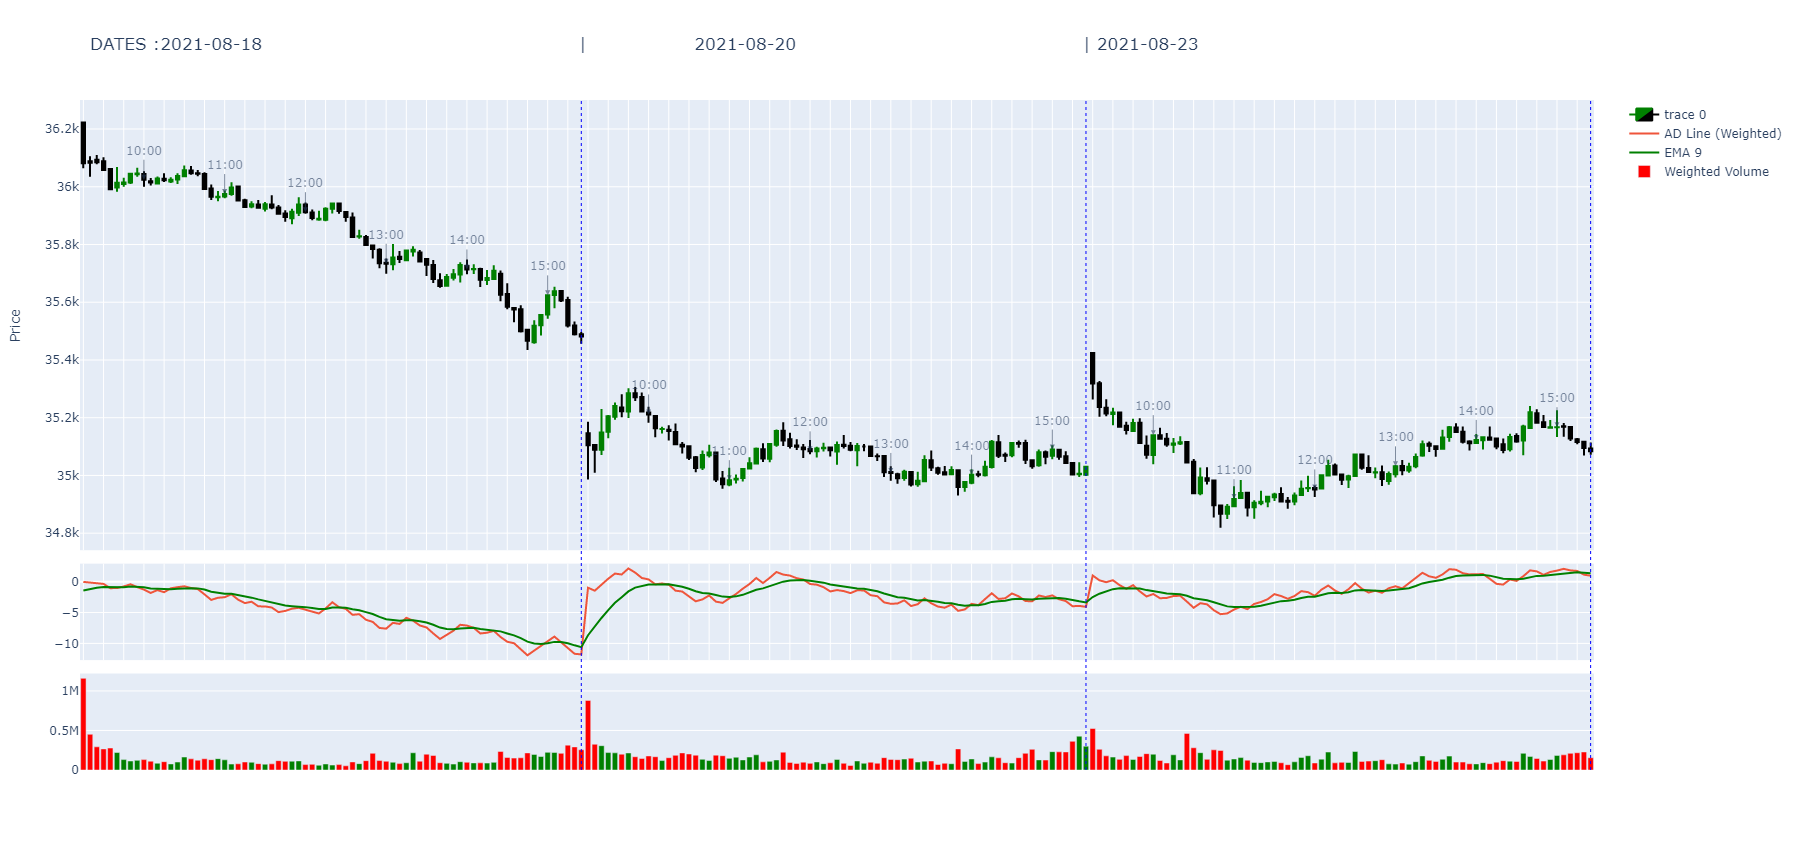 DATES :2021-08-18 | 2021-08-20 | 2021-08-23
Price
36.2k
36k
35.8k
35.6k
35.4k
35.2k
35k
34.8k
10:00
11:00
12:00
13:00
14:00
15:00
10:00
11:00
12:00
13:00
14:00
15:00
10:00
11:00
12:00
13:00
14:00
15:00
trace 0
AD Line (Weighted)
EMA 9
Weighted Volume
0
−5
−10
1M
0.5M
0